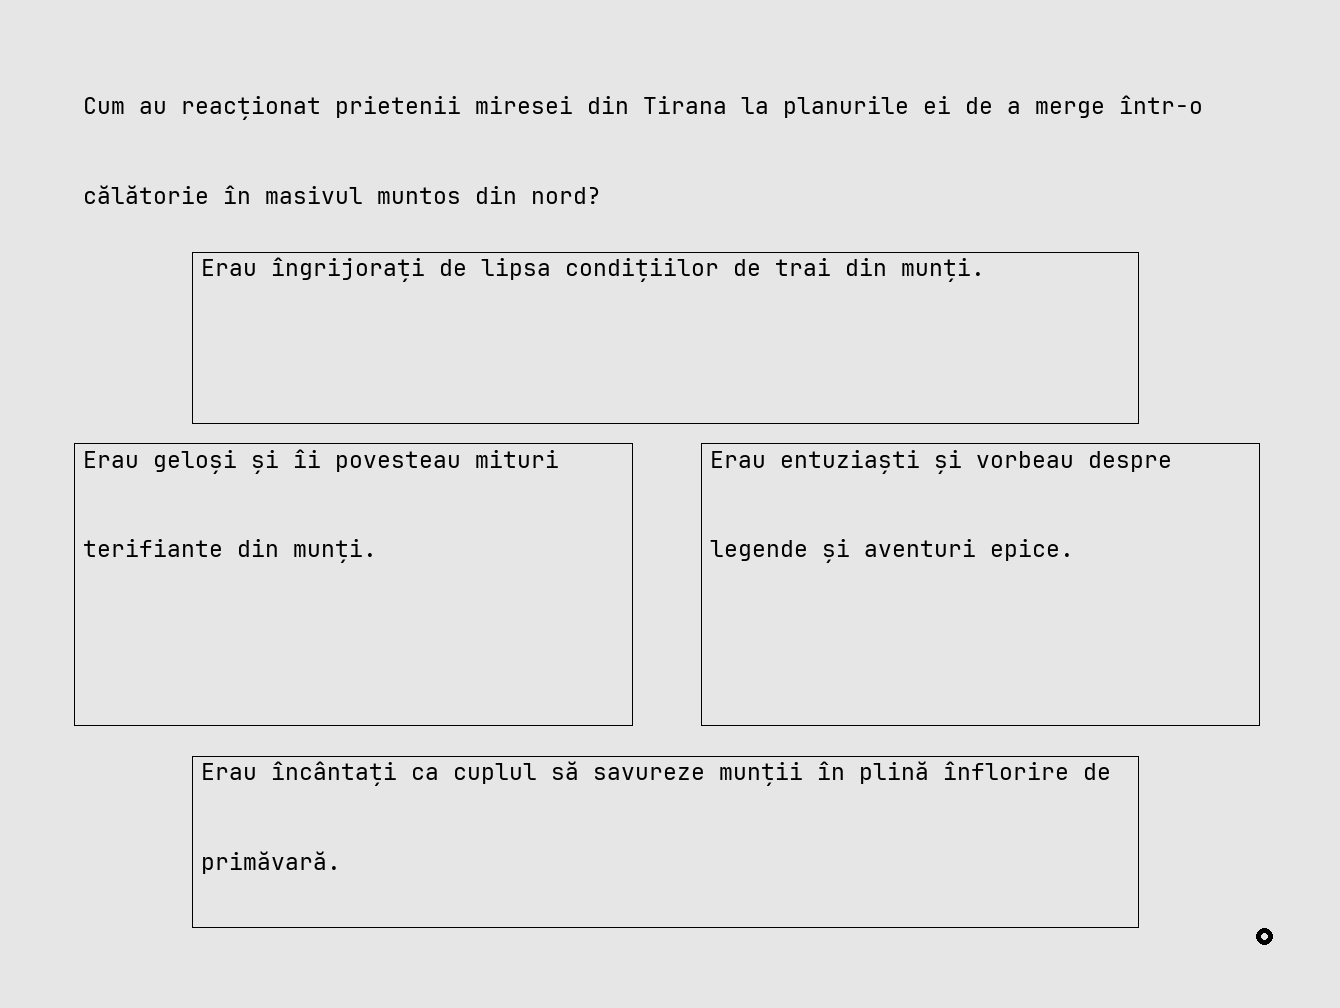 Cum au reacționat prietenii miresei din Tirana la planurile ei de a merge într-o
călătorie în masivul muntos din nord?
Erau îngrijorați de lipsa condițiilor de trai din munți.
Erau geloși și îi povesteau mituri
terifiante din munți.
Erau entuziaști și vorbeau despre
legende și aventuri epice.
Erau încântați ca cuplul să savureze munții în plină înflorire de
primăvară.